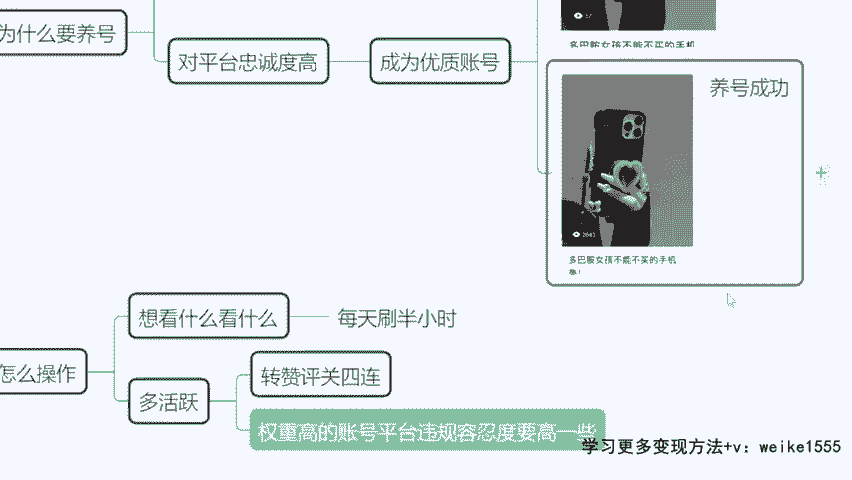 为什么要养号
对平台忠诚度高
成为优质账号
57
多巴胺女孩不能不买的手机
养号成功
2643
多巴胺女孩不能不买的手机
壳！
想看什么看什么
每天刷半小时
怎么操作
多活跃
转赞评关四连
权重高的账号平台违规容忍度要高一些
学习更多变现方法+v：weike1555